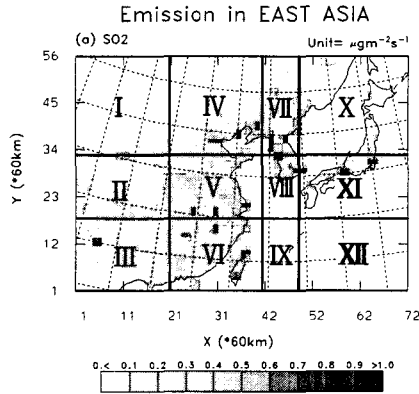 Emission in EAST ASIA
(a) SO2 Unit= μgm⁻²s⁻¹
56
45
34
23
12
1
Y (*60km)
I IV VII X
II V VIII XI
III VI IX XII
1 11 21 31 42 52 62 72
X (*60km)
0.< 0.1 0.2 0.3 0.4 0.5 0.6 0.7 0.8 0.9 >1.0